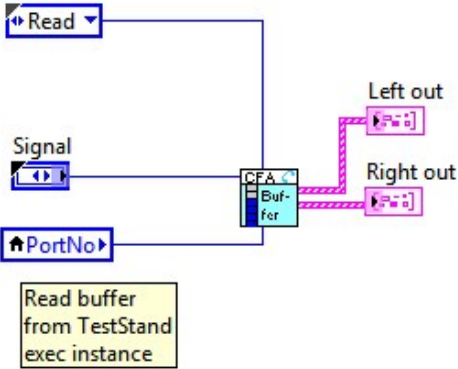 Read
Left out
Signal
Right out
CFA
Buf-
fer
PortNo
Read buffer
from TestStand
exec instance